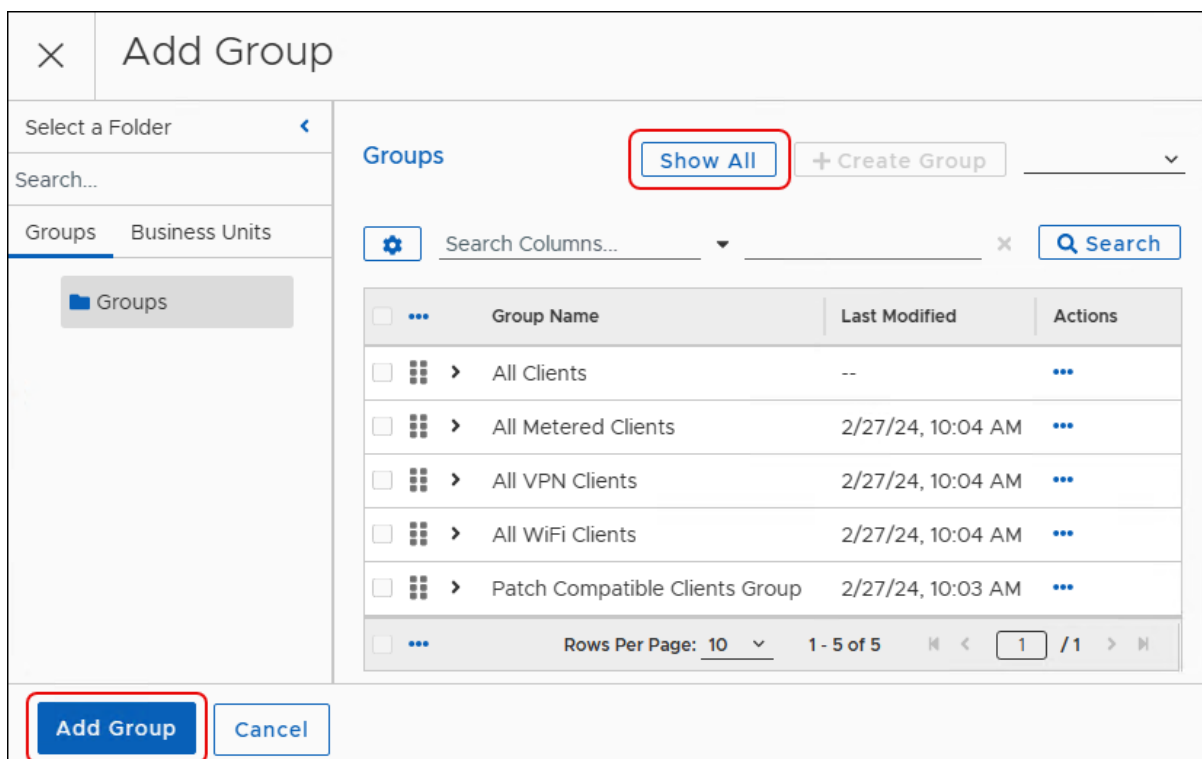 Add Group
Select a Folder
Search...
Groups Business Units
Groups
Groups Show All + Create Group
Search Columns... Search
Group Name Last Modified Actions
All Clients --
All Metered Clients 2/27/24, 10:04 AM
All VPN Clients 2/27/24, 10:04 AM
All WiFi Clients 2/27/24, 10:04 AM
Patch Compatible Clients Group 2/27/24, 10:03 AM
Rows Per Page: 10 1 - 5 of 5 1 / 1
Add Group Cancel